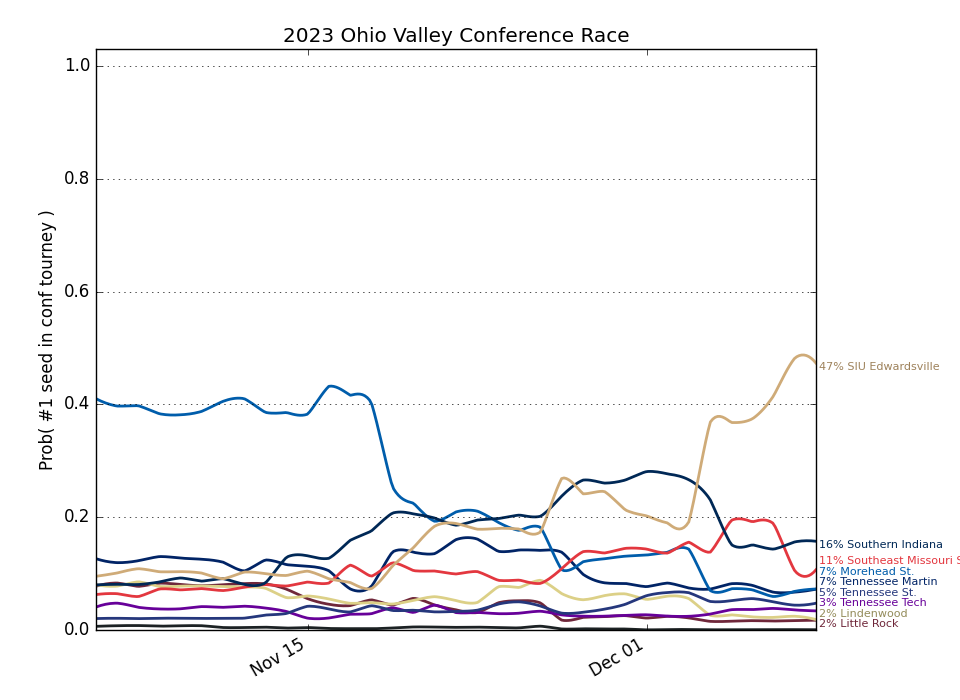 2023 Ohio Valley Conference Race
Prob( #1 seed in conf tourney )
1.0
0.8
0.6
0.4
0.2
0.0
Nov 15
Dec 01
47% SIU Edwardsville
16% Southern Indiana
11% Southeast Missouri S
7% Morehead St.
7% Tennessee Martin
5% Tennessee St.
3% Tennessee Tech
2% Lindenwood
2% Little Rock